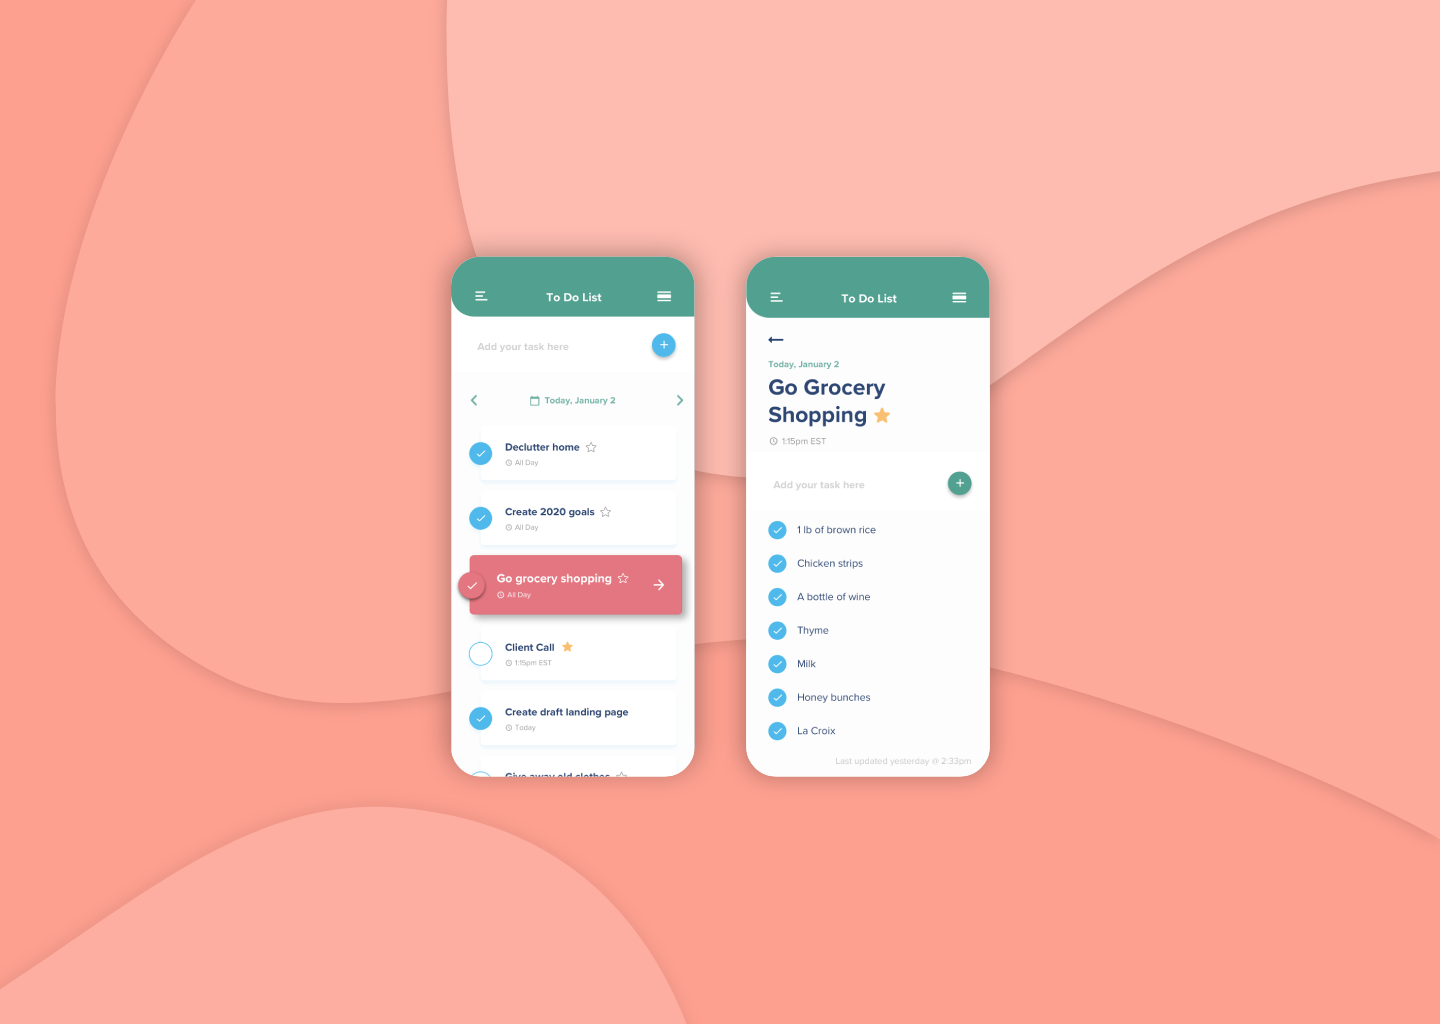 To Do List
Add your task here
Today, January 2
Declutter home
All Day
Create 2020 goals
All Day
Go grocery shopping
All Day
Client Call
1:15pm EST
Create draft landing page
Today
Give away old clothes
To Do List
Today, January 2
Go Grocery
Shopping
1:15pm EST
Add your task here
1 lb of brown rice
Chicken strips
A bottle of wine
Thyme
Milk
Honey bunches
La Croix
Last updated yesterday @ 2:33pm